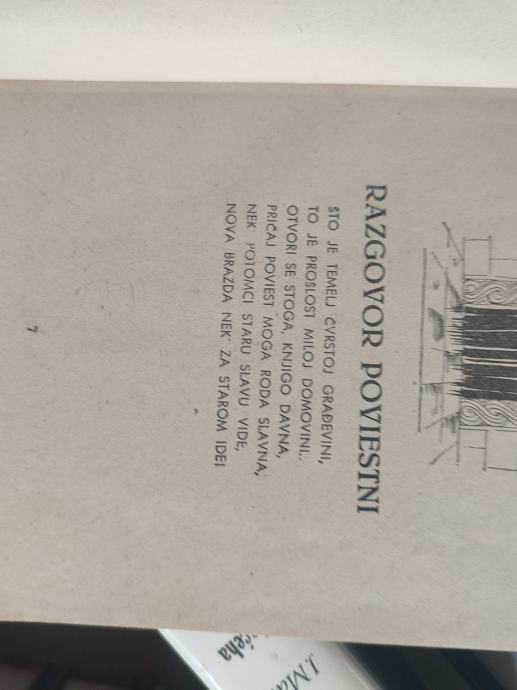 RAZGOVOR POVIESTNI
ŠTO JE TEMELJ ČVRSTOJ GRAĐEVINI,
TO JE PROŠLOST MILOJ DOMOVINI.
OTVORI SE STOGA, KNJIGO DAVNA,
PRIČAJ POVIEST MOGA RODA SLAVNA,
NEK' POTOMCI STARU SLAVU VIDE,
NOVA BRAZDA NEK' ZA STAROM IDE!
7
J. Ma